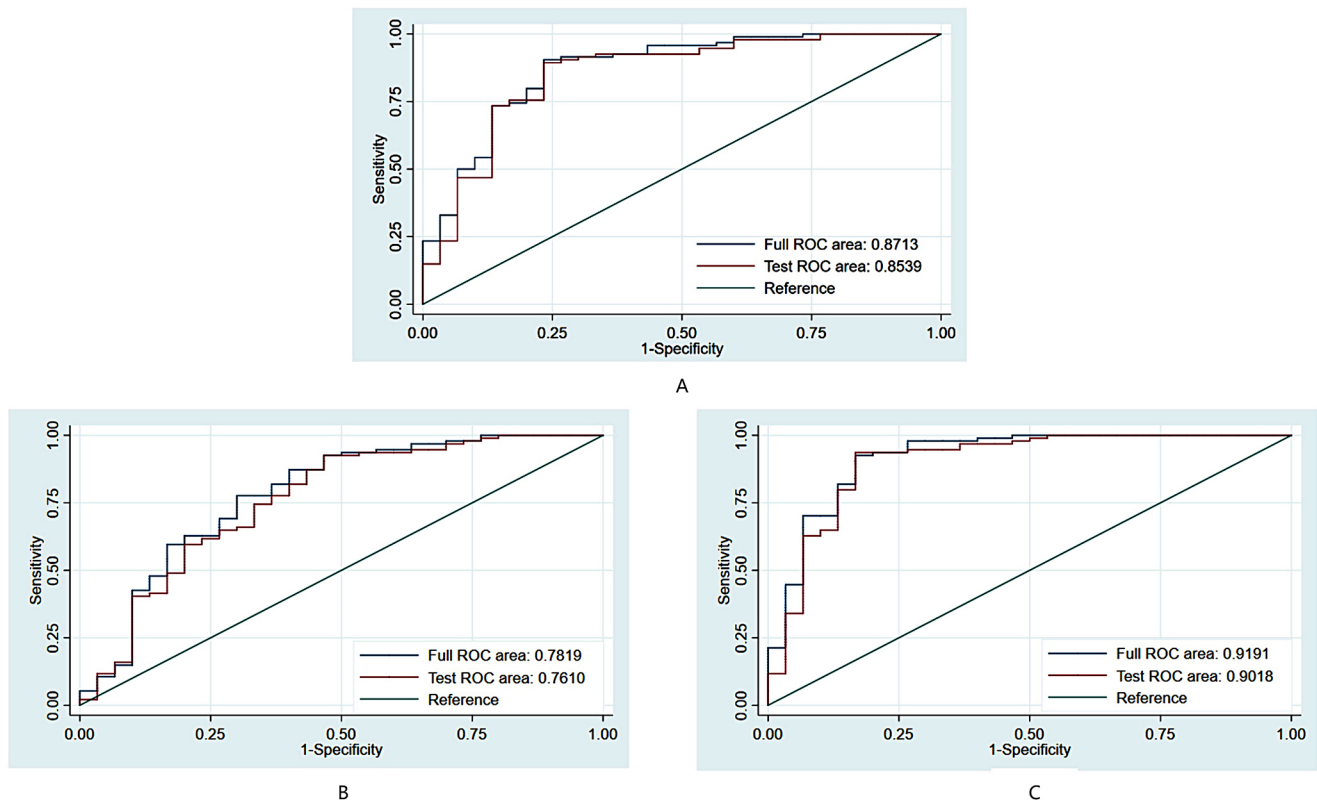 1.00
0.75
0.50
0.25
0.00
Sensitivity
Full ROC area: 0.8713
Test ROC area: 0.8539
Reference
0.00 0.25 0.50 0.75 1.00
1-Specificity
A
1.00
0.75
0.50
0.25
0.00
Sensitivity
Full ROC area: 0.7819
Test ROC area: 0.7610
Reference
0.00 0.25 0.50 0.75 1.00
1-Specificity
B
1.00
0.75
0.50
0.25
0.00
Sensitivity
Full ROC area: 0.9191
Test ROC area: 0.9018
Reference
0.00 0.25 0.50 0.75 1.00
1-Specificity
C